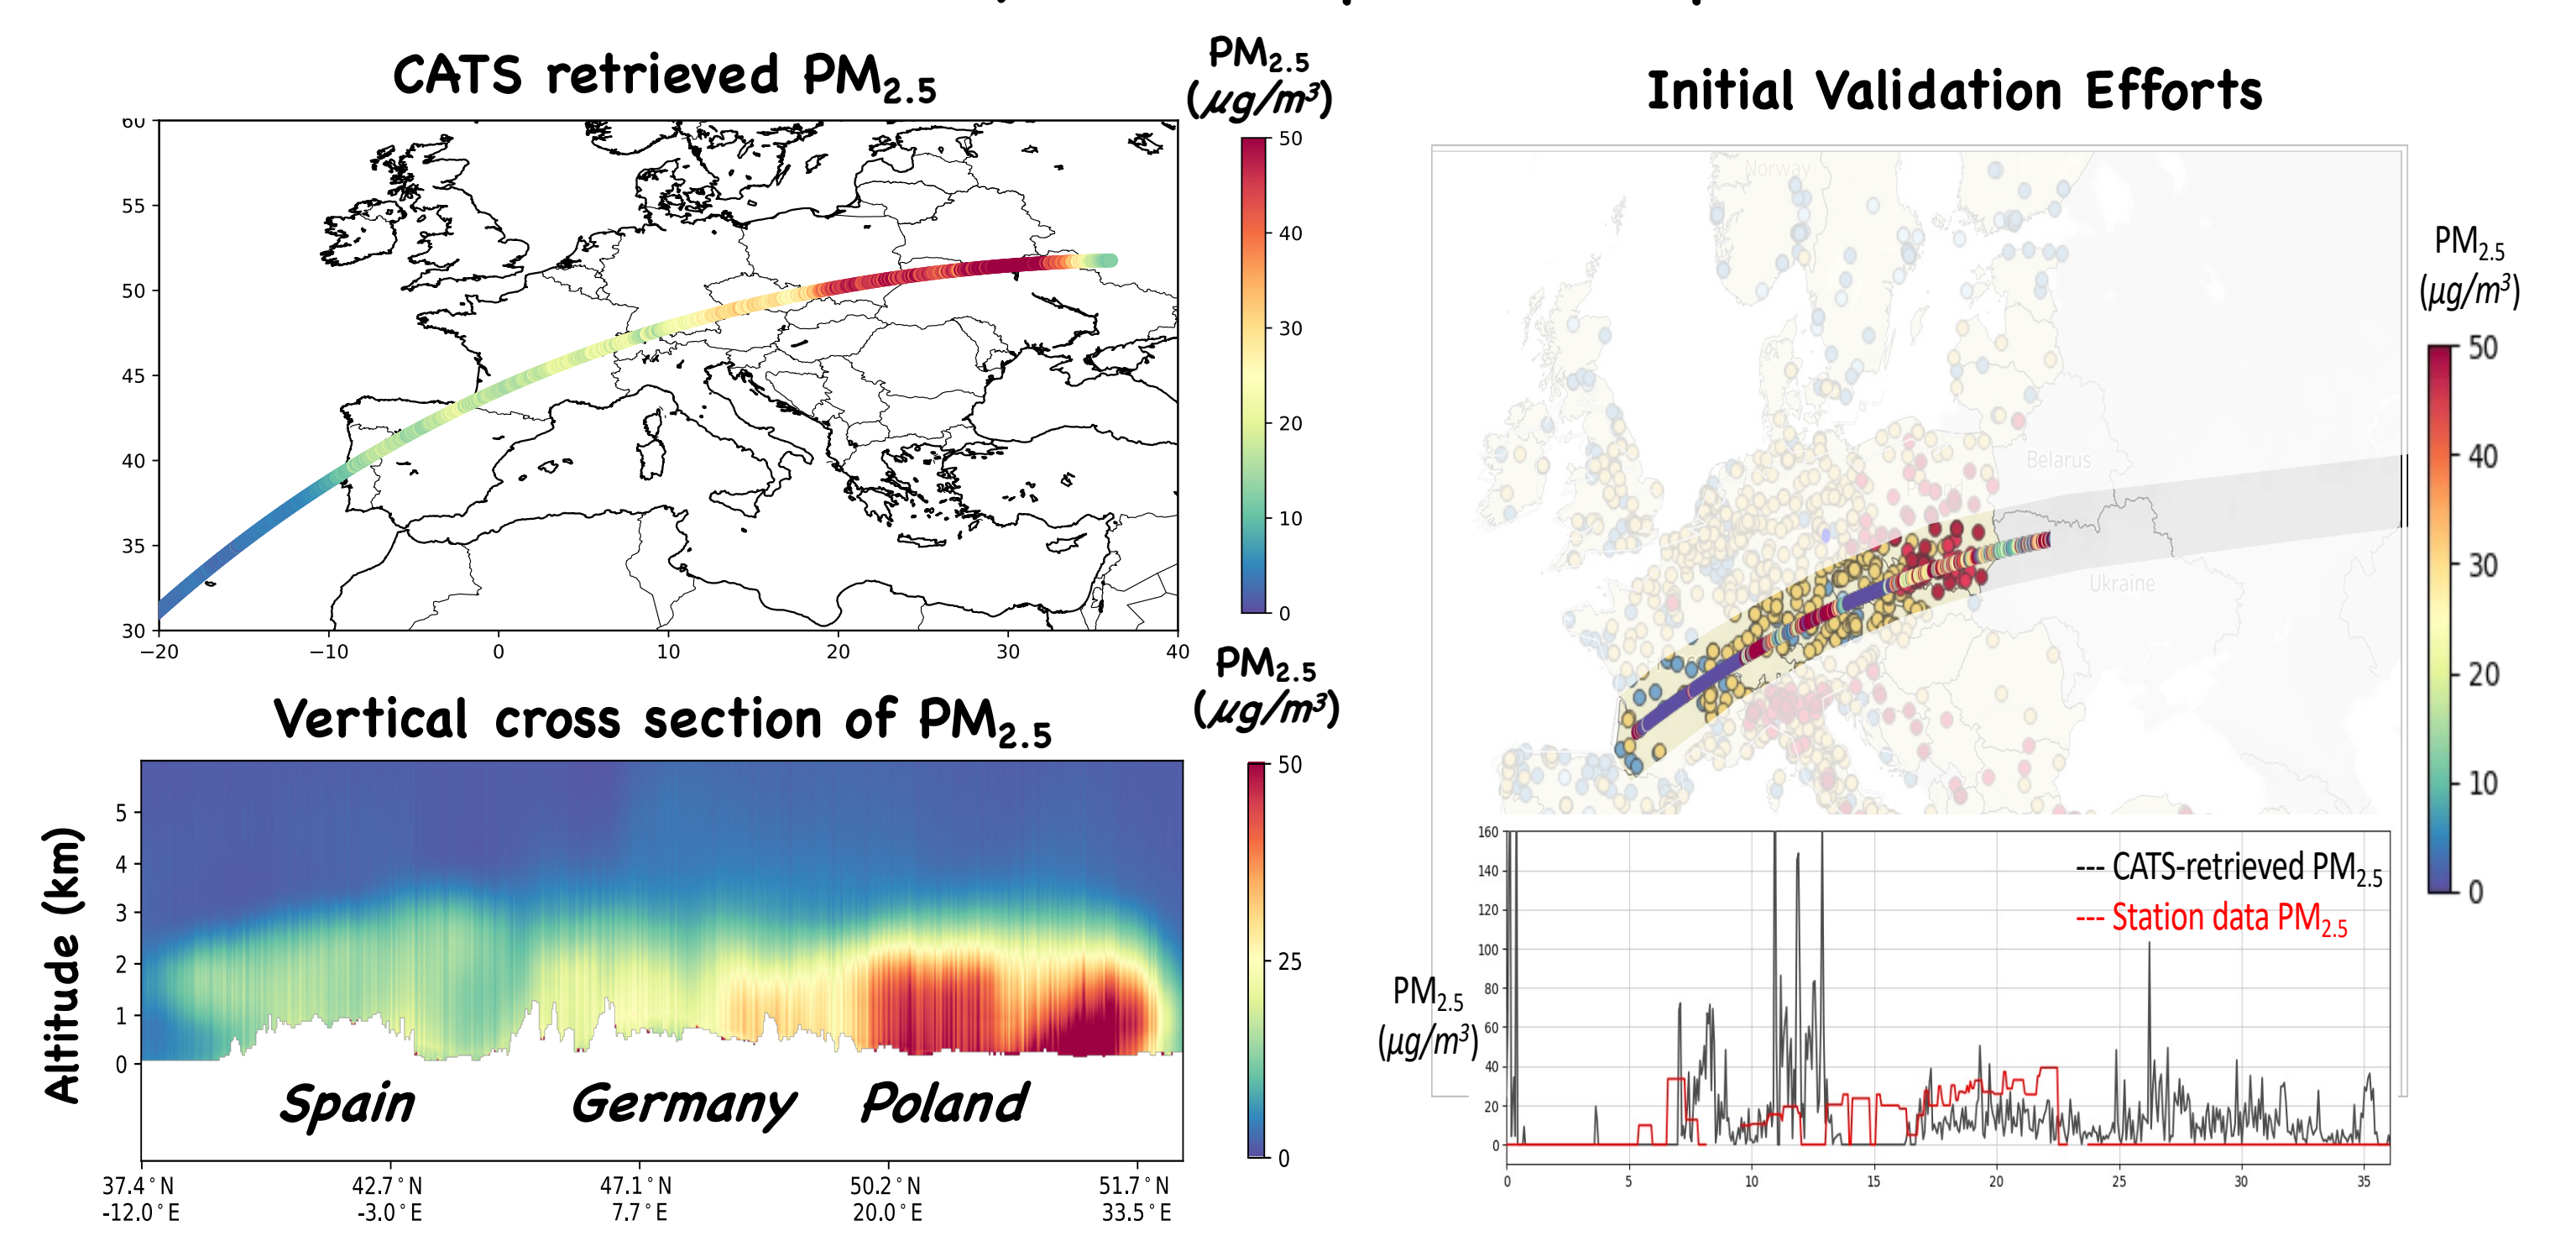 CATS retrieved PM2.5
PM2.5
(μg/m³)
60
55
50
45
40
35
30
−20 −10 0 10 20 30 40
50
40
30
20
10
0
Vertical cross section of PM2.5
PM2.5
(μg/m³)
Altitude (km)
5
4
3
2
1
0
Spain Germany Poland
37.4°N 42.7°N 47.1°N 50.2°N 51.7°N
-12.0°E -3.0°E 7.7°E 20.0°E 33.5°E
50
25
0
Initial Validation Efforts
Norway
Belarus
Ukraine
PM2.5
(μg/m³)
50
40
30
20
10
0
160
140
120
100
80
60
40
20
0
--- CATS-retrieved PM2.5
--- Station data PM2.5
PM2.5
(μg/m³)
0 5 10 15 20 25 30 35